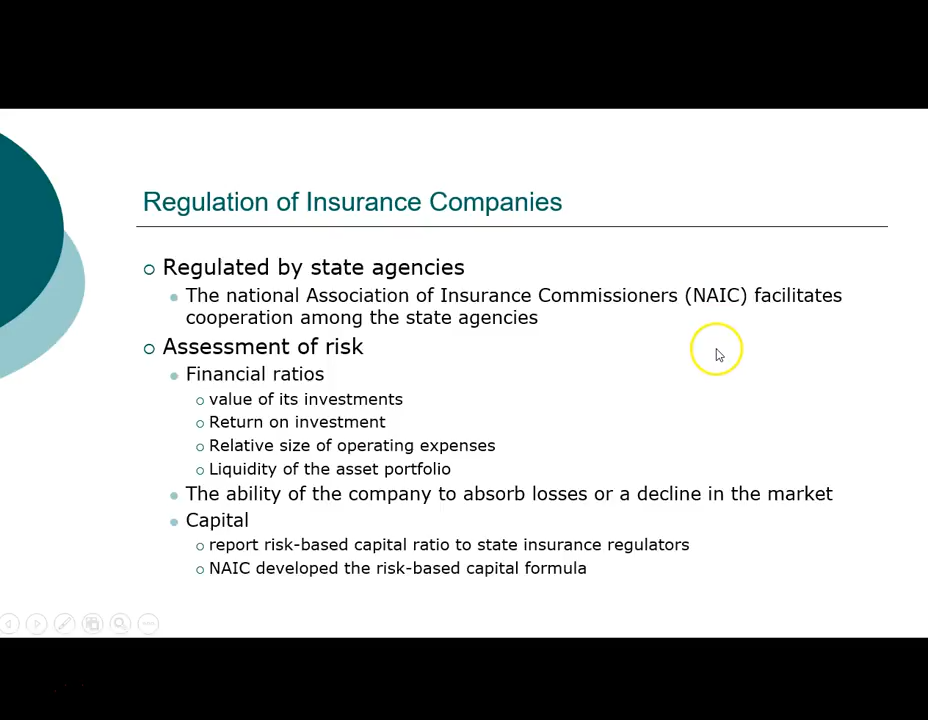 Regulation of Insurance Companies
Regulated by state agencies
The national Association of Insurance Commissioners (NAIC) facilitates
cooperation among the state agencies
Assessment of risk
Financial ratios
value of its investments
Return on investment
Relative size of operating expenses
Liquidity of the asset portfolio
The ability of the company to absorb losses or a decline in the market
Capital
report risk-based capital ratio to state insurance regulators
NAIC developed the risk-based capital formula